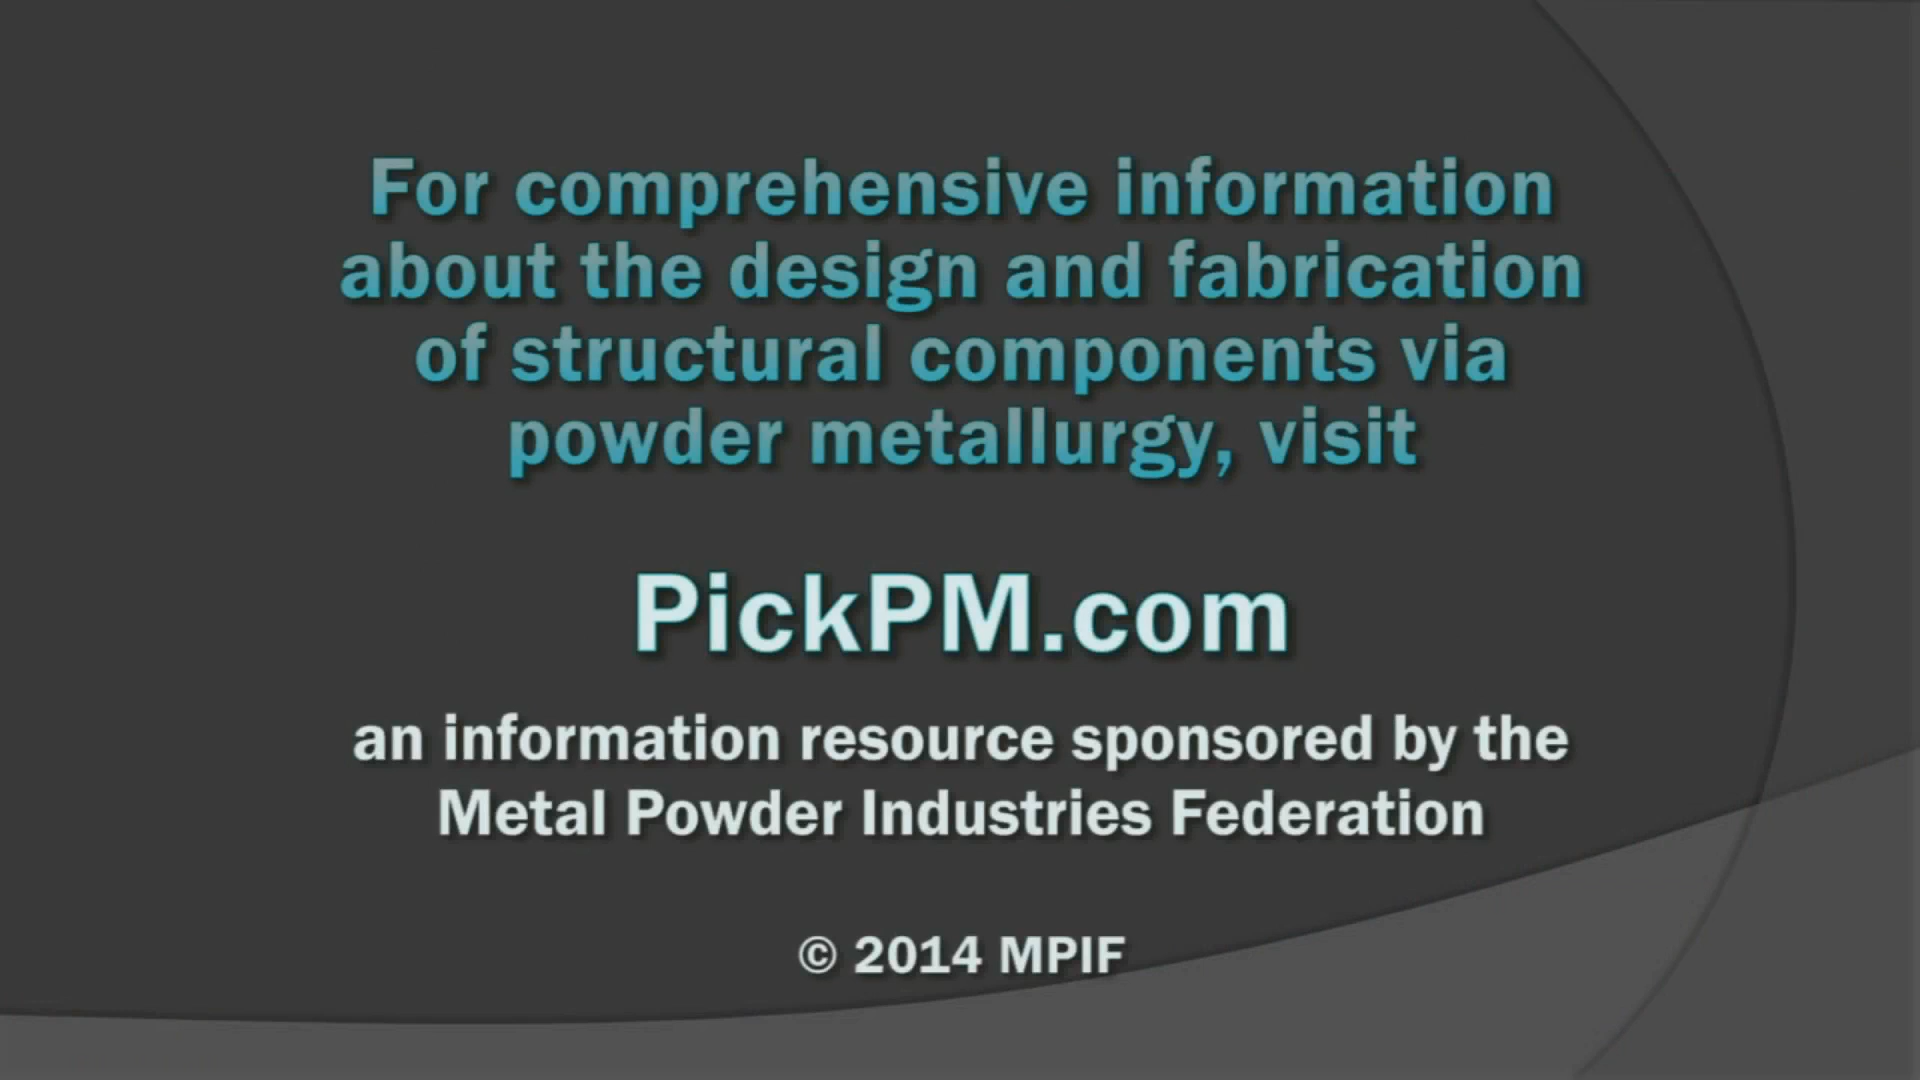 For comprehensive information
about the design and fabrication
of structural components via
powder metallurgy, visit
PickPM.com
an information resource sponsored by the
Metal Powder Industries Federation
© 2014 MPIF